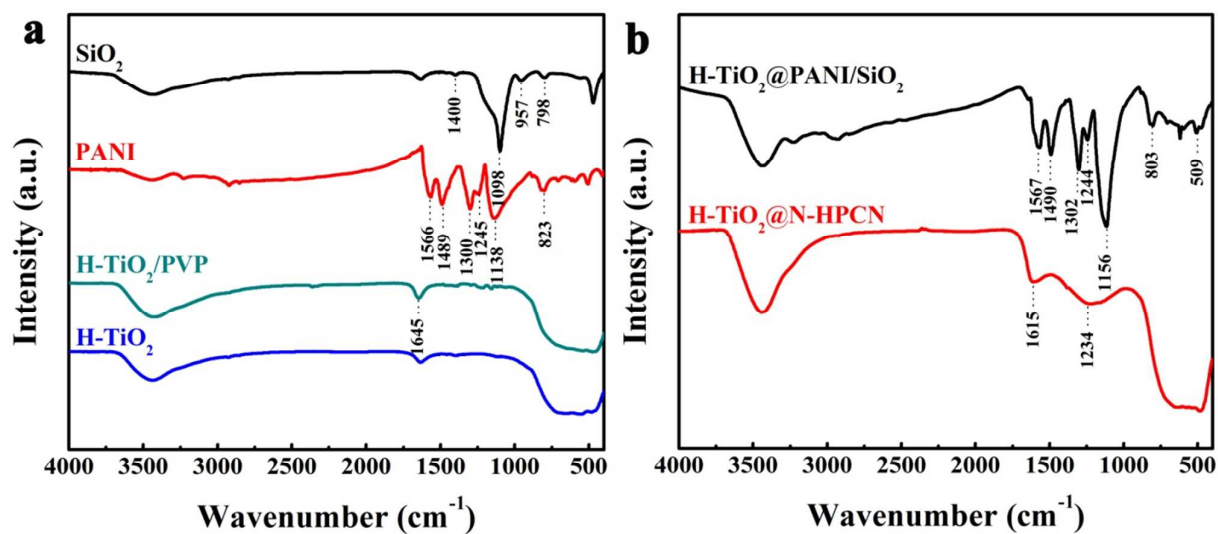 a
SiO2
1400
957
798
1098
PANI
1566
1489
1300
1245
1138
823
H-TiO2/PVP
1645
H-TiO2
Intensity (a.u.)
4000 3500 3000 2500 2000 1500 1000 500
Wavenumber (cm-1)
b
H-TiO2@PANI/SiO2
1567
1490
1302
1244
1156
803
509
H-TiO2@N-HPCN
1615
1234
Intensity (a.u.)
4000 3500 3000 2500 2000 1500 1000 500
Wavenumber (cm-1)